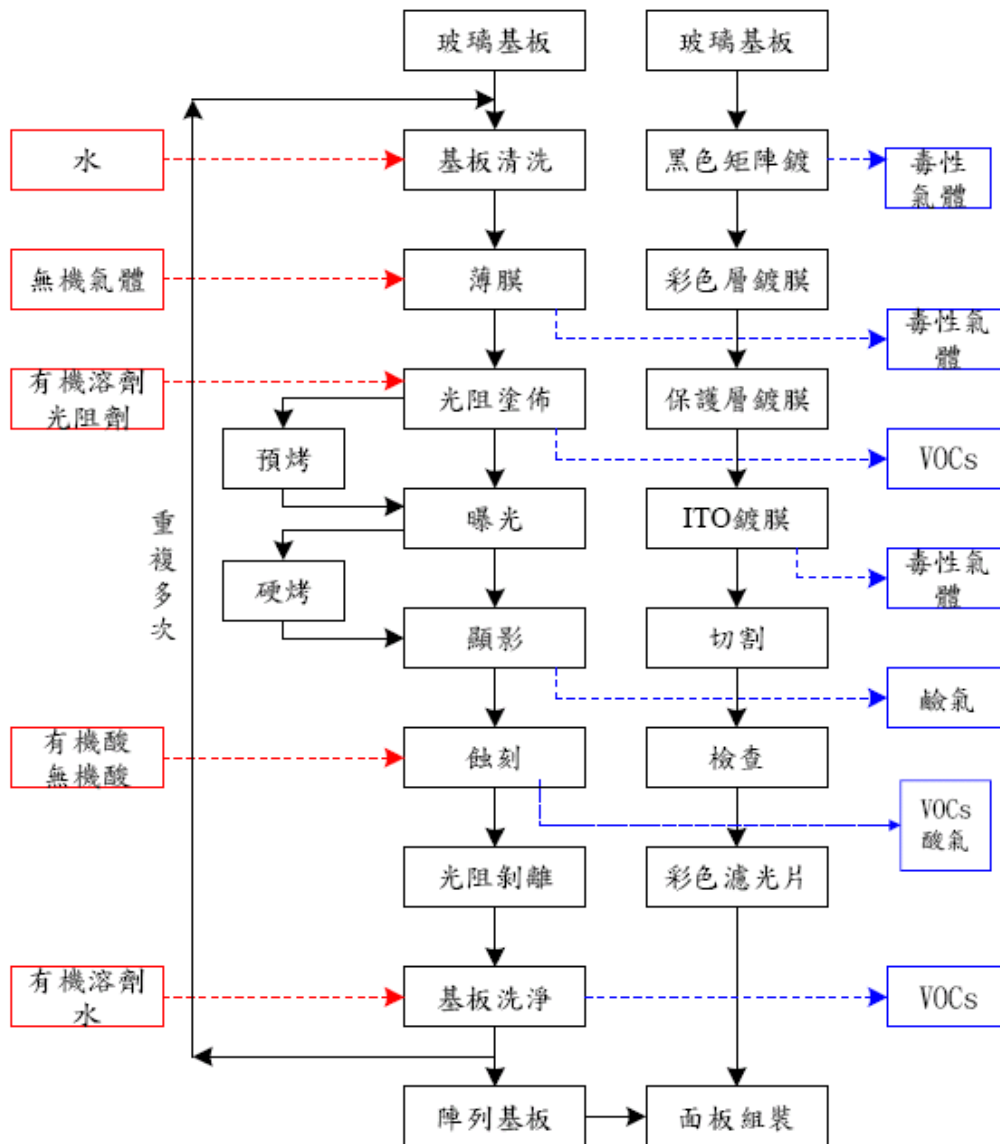 玻璃基板
玻璃基板
水
基板清洗
黑色矩陣鍍
毒性
氣體
無機氣體
薄膜
彩色層鍍膜
毒性氣
體
有機溶劑
光阻劑
光阻塗佈
保護層鍍膜
預烤
VOCs
重複多次
曝光
ITO鍍膜
硬烤
毒性氣
體
顯影
切割
鹼氣
有機酸
無機酸
蝕刻
檢查
VOCs
酸氣
光阻剝離
彩色濾光片
有機溶劑
水
基板洗淨
VOCs
陣列基板
面板組裝